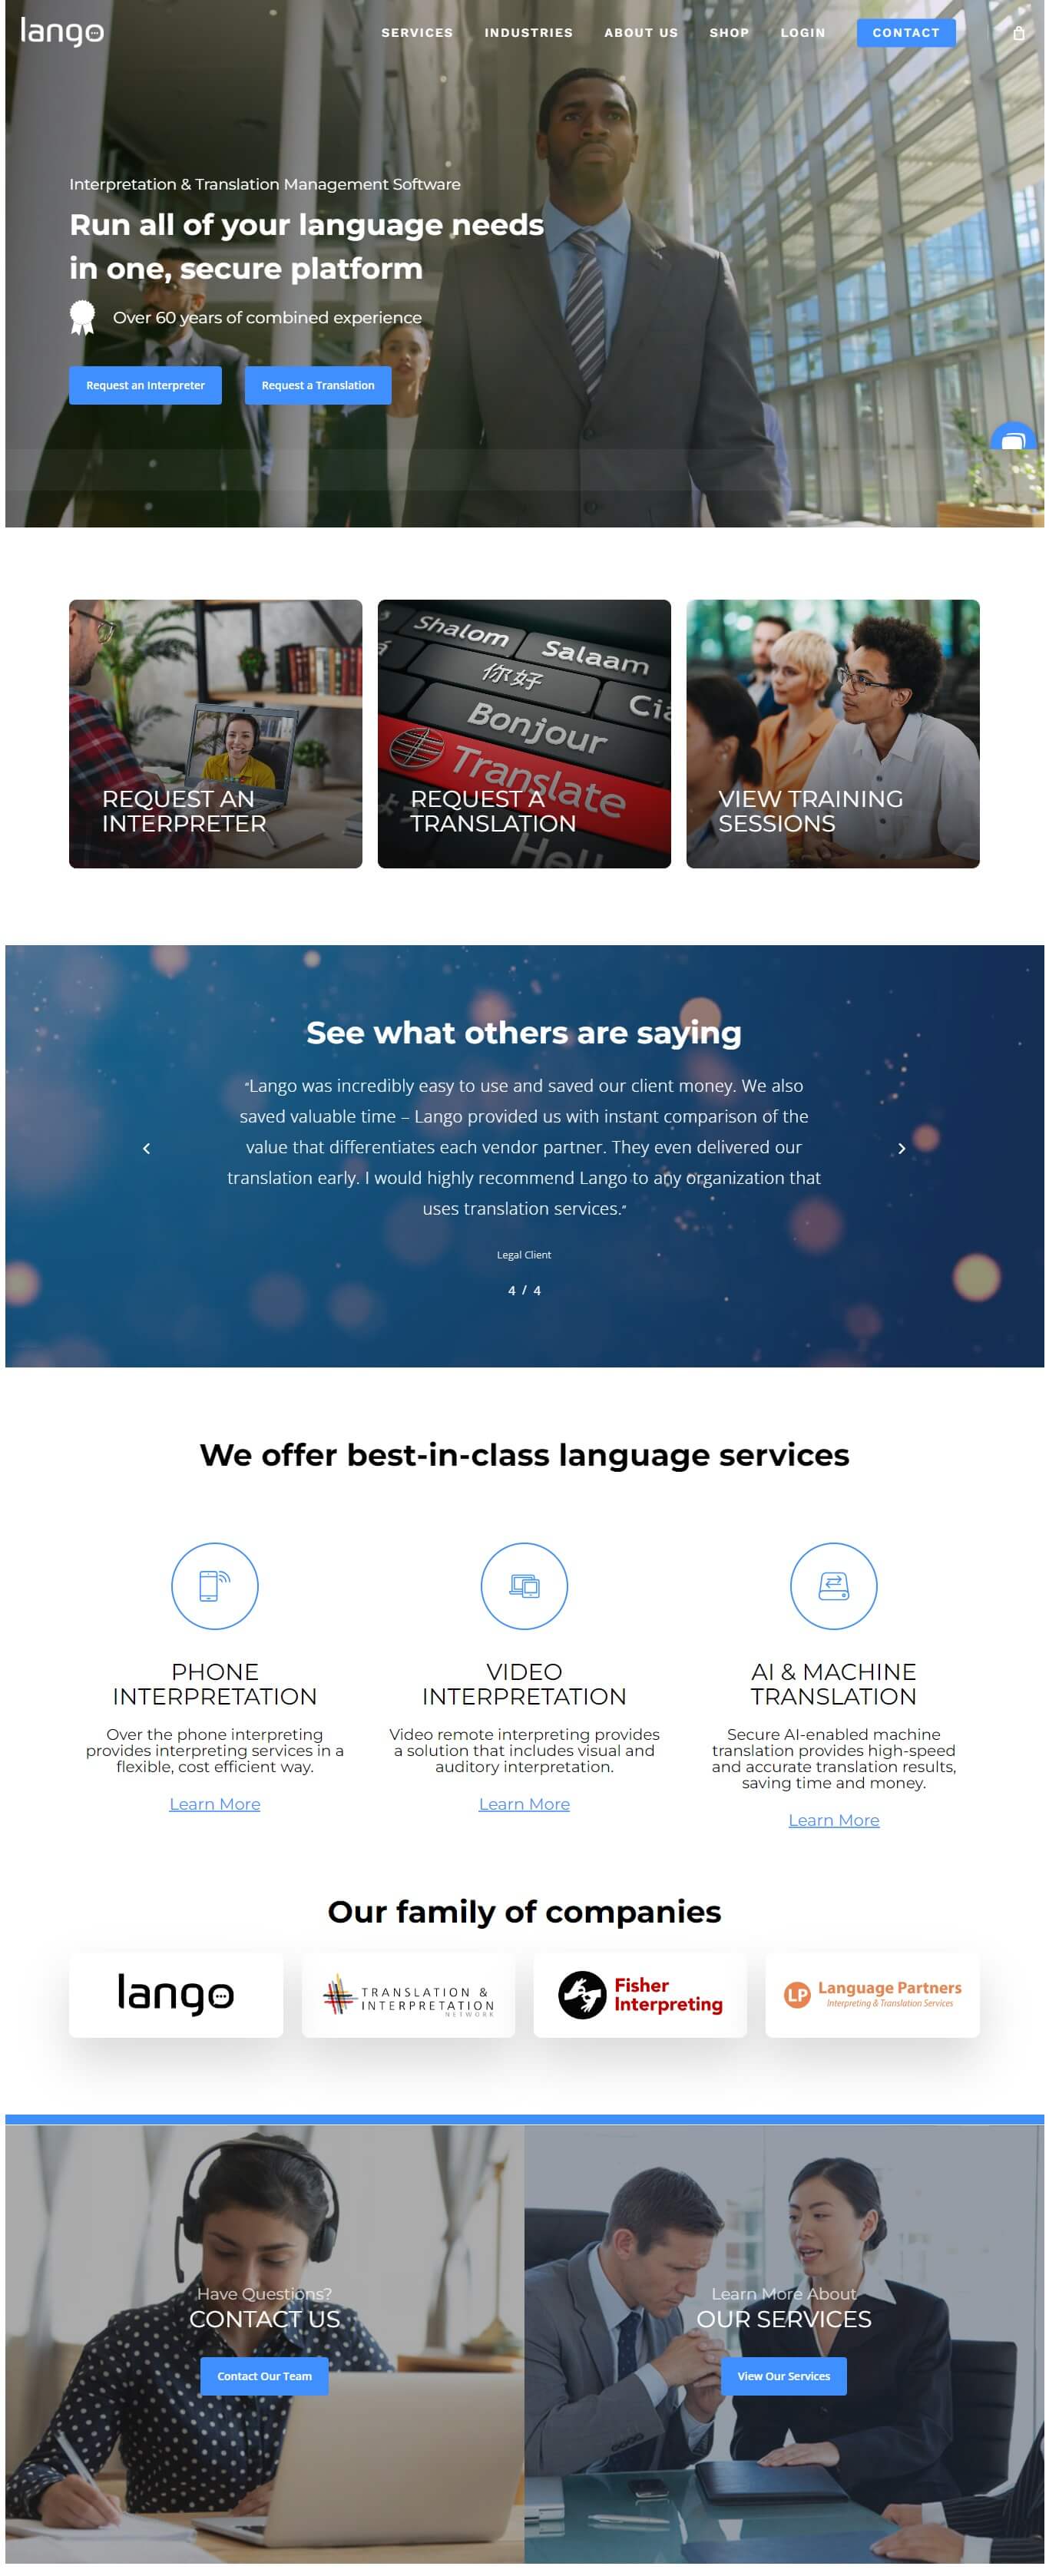 lango
SERVICES INDUSTRIES ABOUT US SHOP LOGIN CONTACT
Interpretation & Translation Management Software
Run all of your language needs
in one, secure platform
Over 60 years of combined experience
Request an Interpreter Request a Translation
Shalom Salaam
你好
Bonjour
Translate
REQUEST AN
INTERPRETER
REQUEST A
TRANSLATION
VIEW TRAINING
SESSIONS
See what others are saying
"Lango was incredibly easy to use and saved our client money. We also
saved valuable time – Lango provided us with instant comparison of the
value that differentiates each vendor partner. They even delivered our
translation early. I would highly recommend Lango to any organization that
uses translation services."
Legal Client
4 / 4
We offer best-in-class language services
PHONE
INTERPRETATION
Over the phone interpreting
provides interpreting services in a
flexible, cost efficient way.
Learn More
VIDEO
INTERPRETATION
Video remote interpreting provides
a solution that includes visual and
auditory interpretation.
Learn More
AI & MACHINE
TRANSLATION
Secure AI-enabled machine
translation provides high-speed
and accurate translation results,
saving time and money.
Learn More
Our family of companies
lango
TRANSLATION &
INTERPRETATION
NETWORK
Fisher
Interpreting
LP Language Partners
Interpreting & Translation Services
Have Questions?
CONTACT US
Contact Our Team
Learn More About
OUR SERVICES
View Our Services